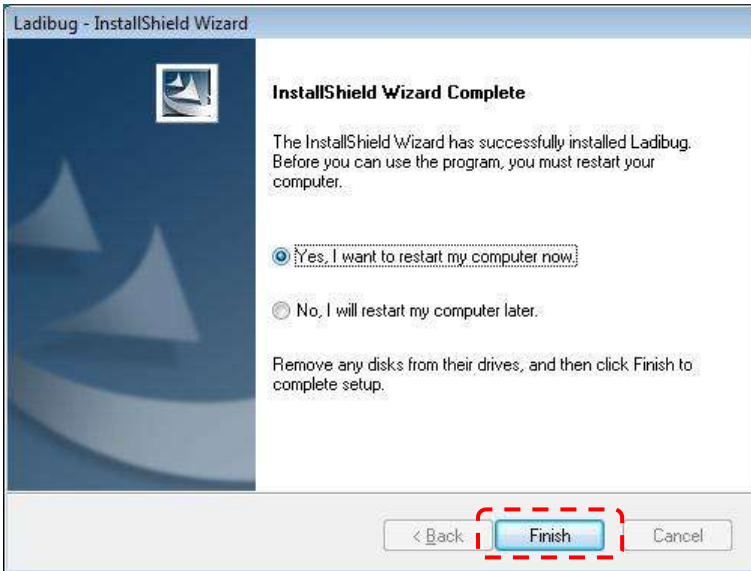 Ladibug - InstallShield Wizard
InstallShield Wizard Complete
The InstallShield Wizard has successfully installed Ladibug.
Before you can use the program, you must restart your
computer.
Yes, I want to restart my computer now.
No, I will restart my computer later.
Remove any disks from their drives, and then click Finish to
complete setup.
< Back Finish Cancel